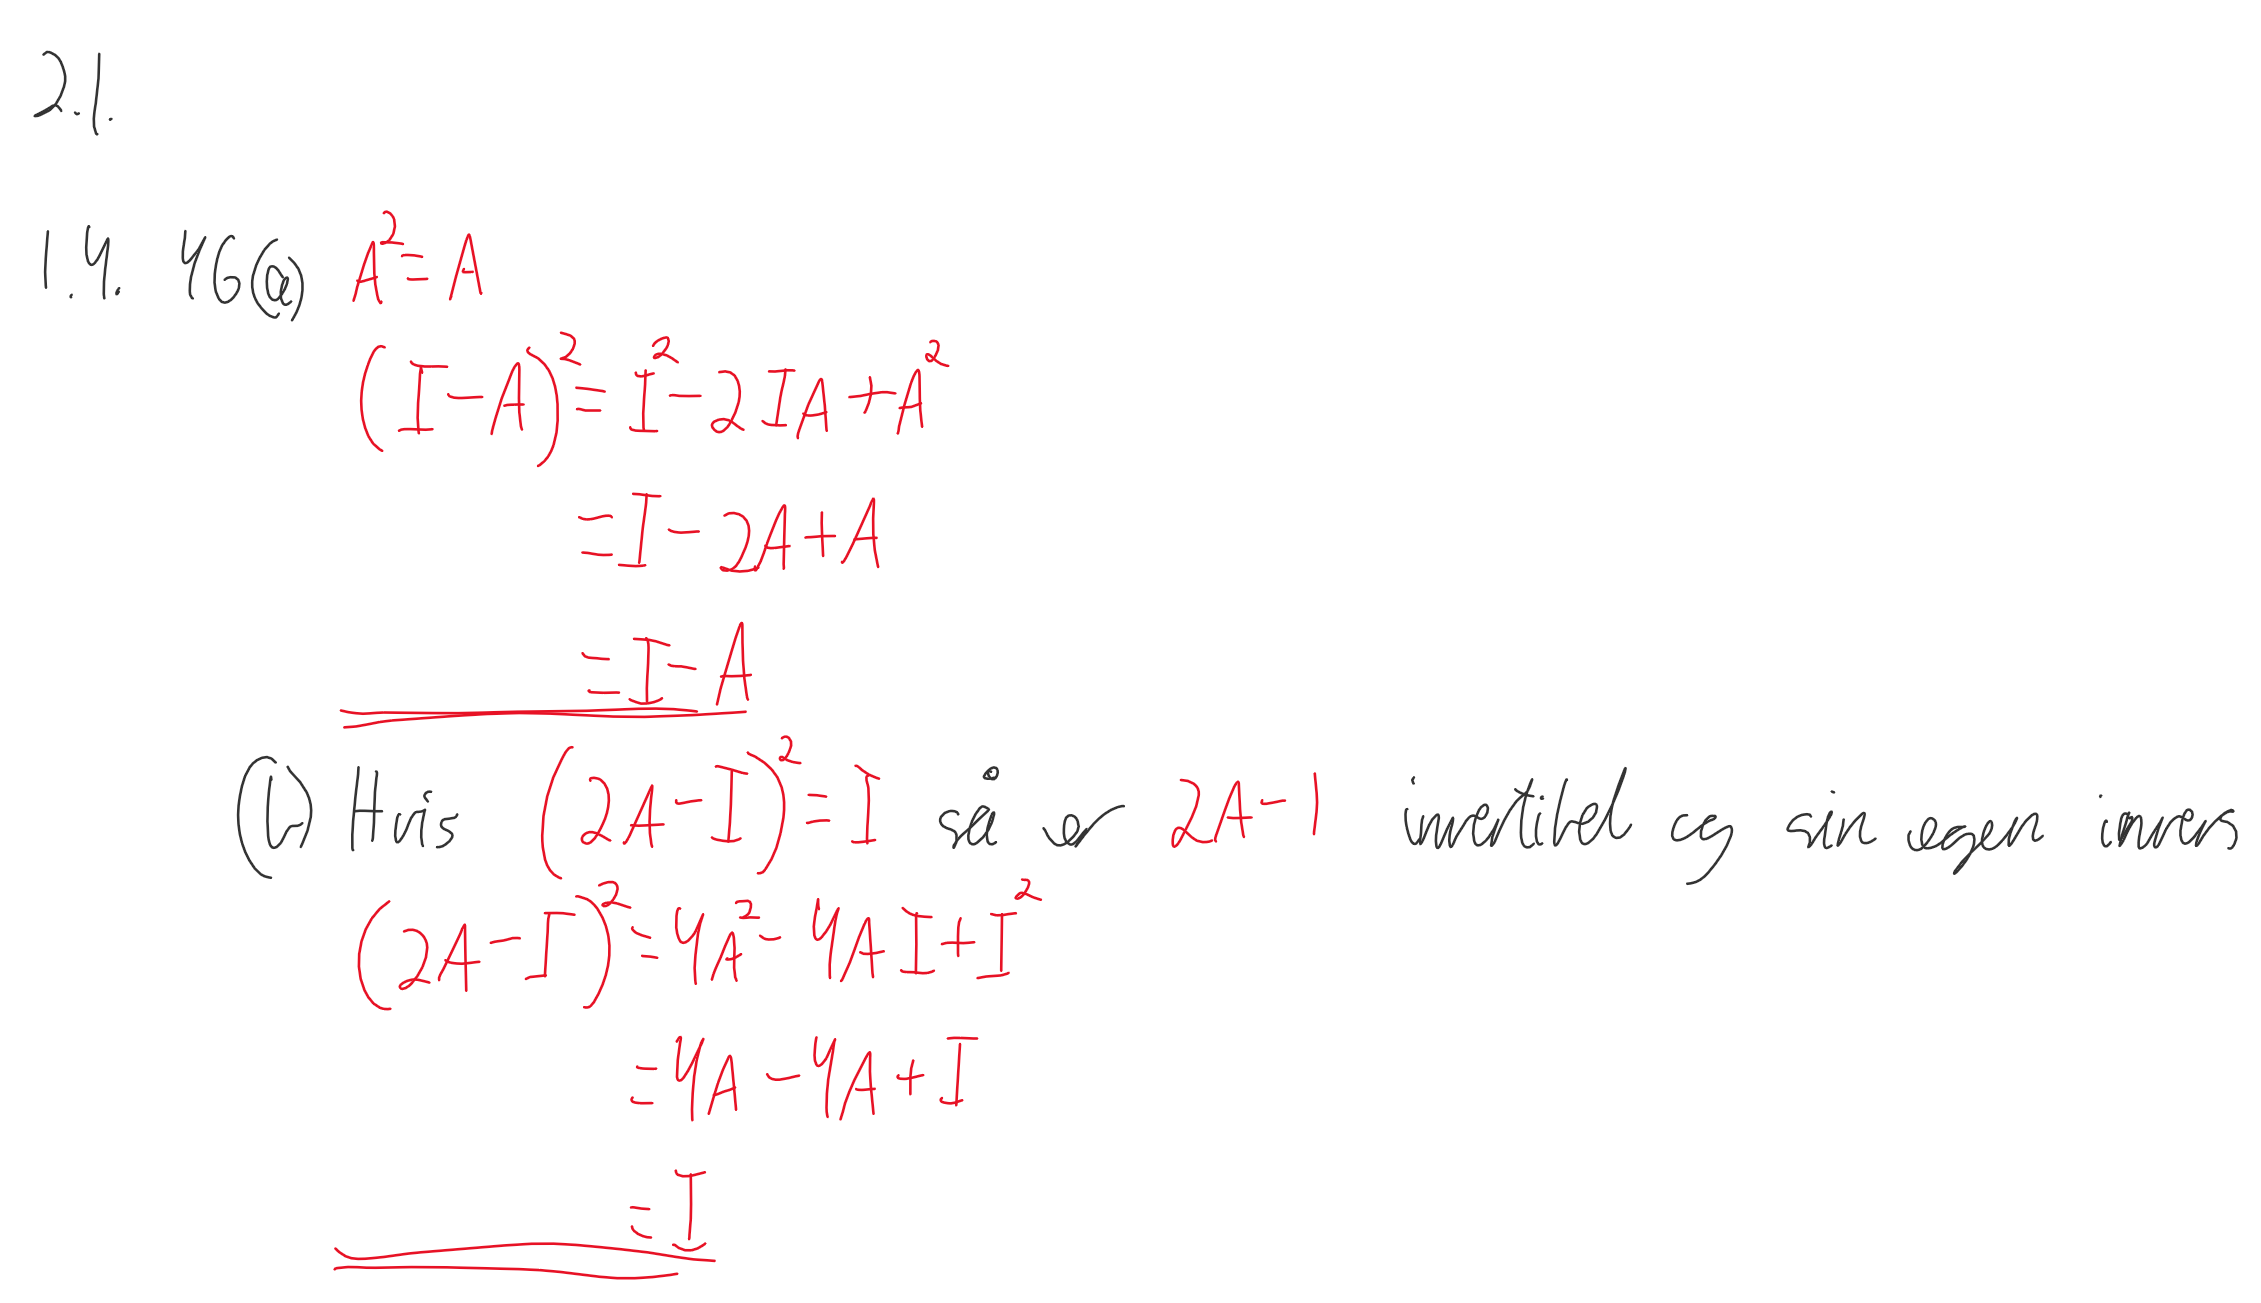 2.1.
1.4. 46(a) A² = A
(I - A)² = I² - 2IA + A²
= I - 2A + A
= I - A
(b) Hvis (2A - I)² = I så er 2A - 1 invertibel og sin egen invers
(2A - I)² = 4A² - 4AI + I²
= 4A - 4A + I
= I